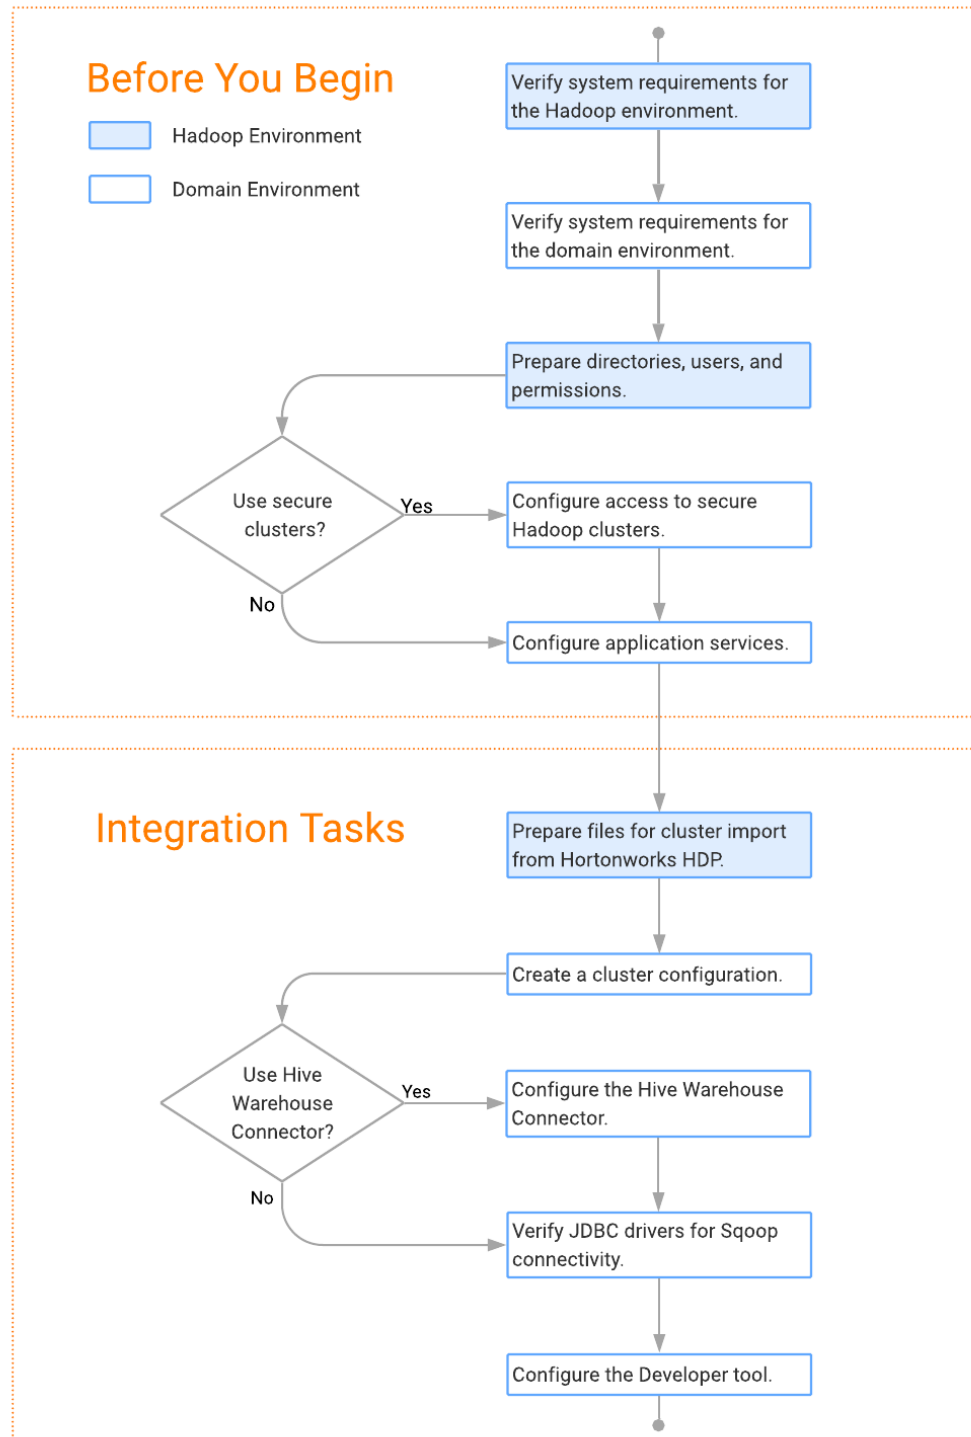 Before You Begin
Hadoop Environment
Domain Environment
Verify system requirements for
the Hadoop environment.
Verify system requirements for
the domain environment.
Prepare directories, users, and
permissions.
Use secure
clusters?
Yes
No
Configure access to secure
Hadoop clusters.
Configure application services.
Integration Tasks
Prepare files for cluster import
from Hortonworks HDP.
Create a cluster configuration.
Use Hive
Warehouse
Connector?
Yes
No
Configure the Hive Warehouse
Connector.
Verify JDBC drivers for Sqoop
connectivity.
Configure the Developer tool.